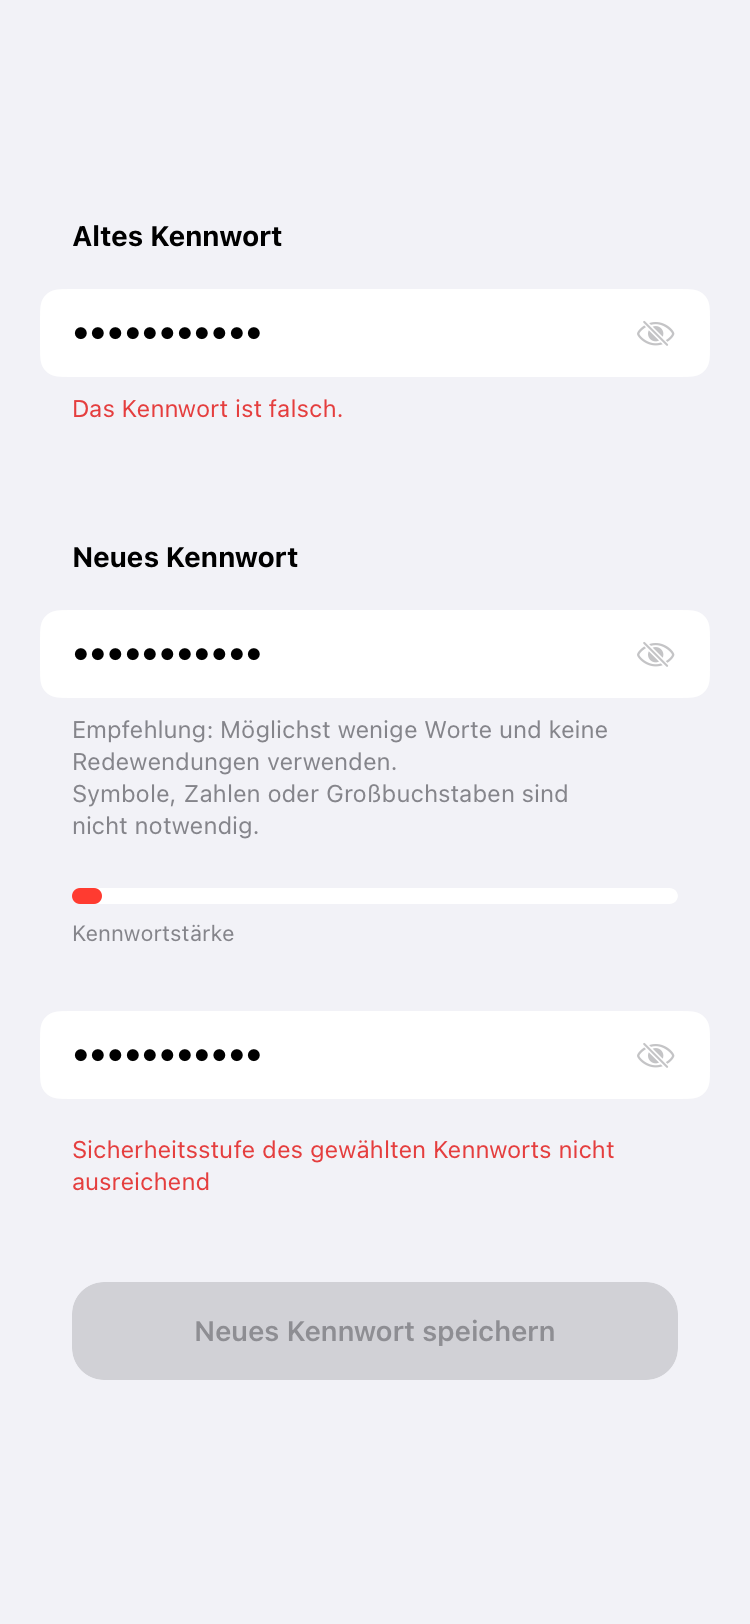 Altes Kennwort
•••••••••••
Das Kennwort ist falsch.
Neues Kennwort
•••••••••••
Empfehlung: Möglichst wenige Worte und keine
Redewendungen verwenden.
Symbole, Zahlen oder Großbuchstaben sind
nicht notwendig.
Kennwortstärke
•••••••••••
Sicherheitsstufe des gewählten Kennworts nicht
ausreichend
Neues Kennwort speichern